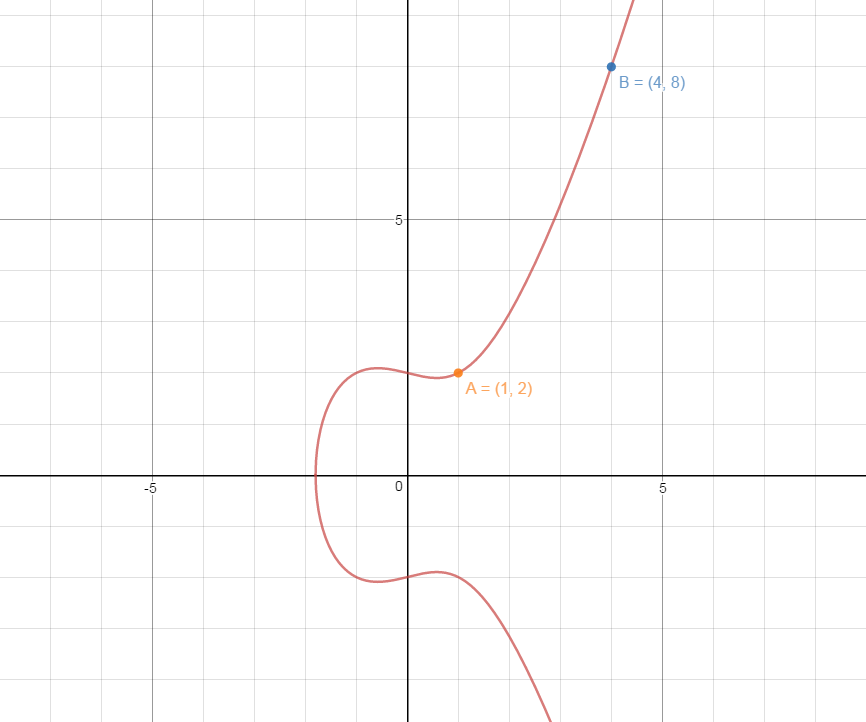 B = (4, 8)
5
A = (1, 2)
-5
0
5